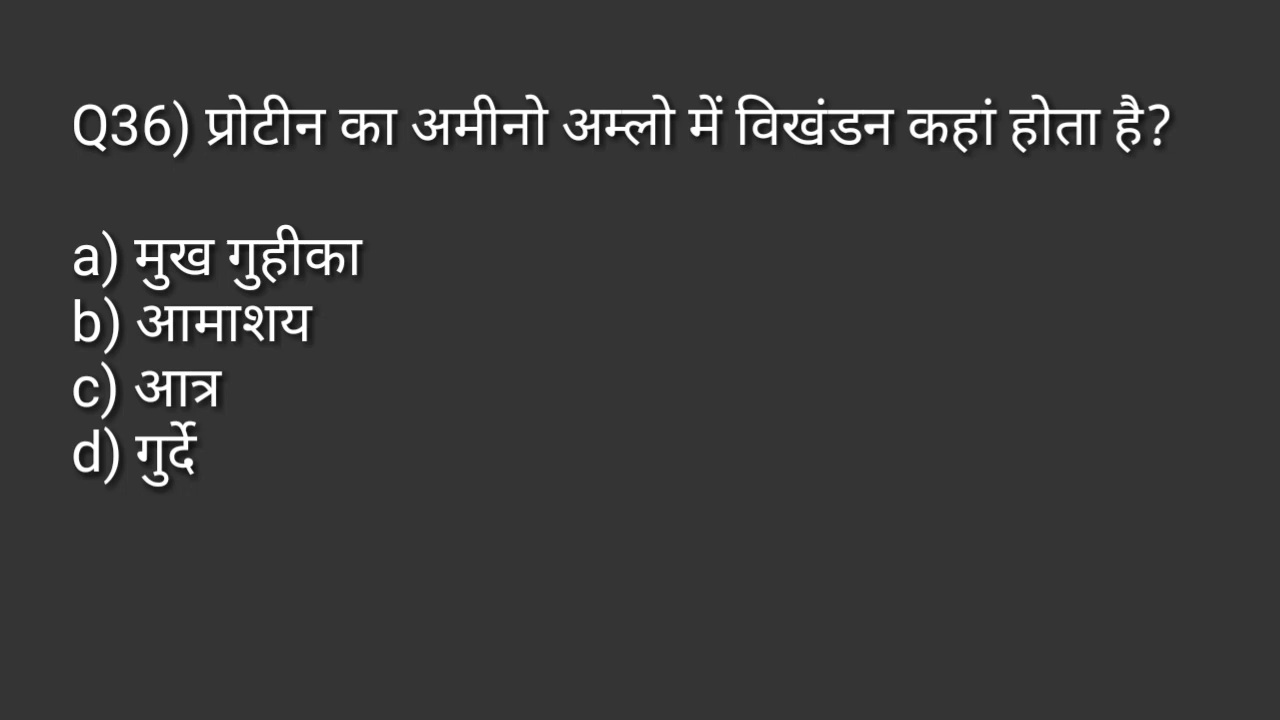 Q36) प्रोटीन का अमीनो अम्लो में विखंडन कहां होता है?
a) मुख गुहीका
b) आमाशय
c) आत्र
d) गुर्दे